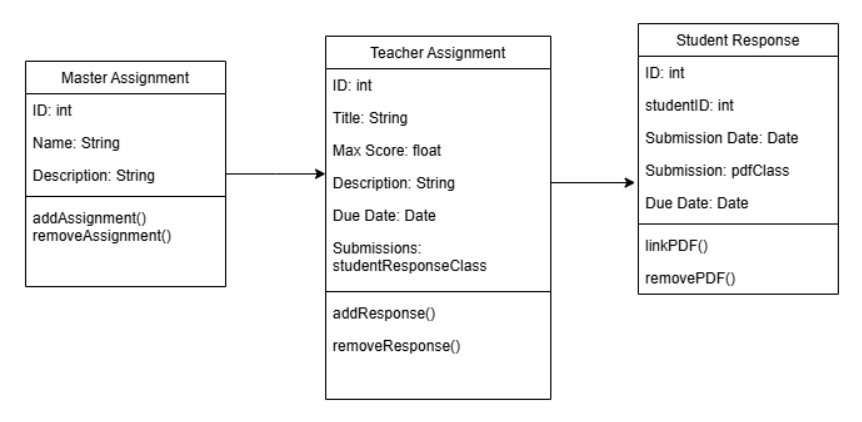 Master Assignment
ID: int
Name: String
Description: String
addAssignment()
removeAssignment()
Teacher Assignment
ID: int
Title: String
Max Score: float
Description: String
Due Date: Date
Submissions:
studentResponseClass
addResponse()
removeResponse()
Student Response
ID: int
studentID: int
Submission Date: Date
Submission: pdfClass
Due Date: Date
linkPDF()
removePDF()